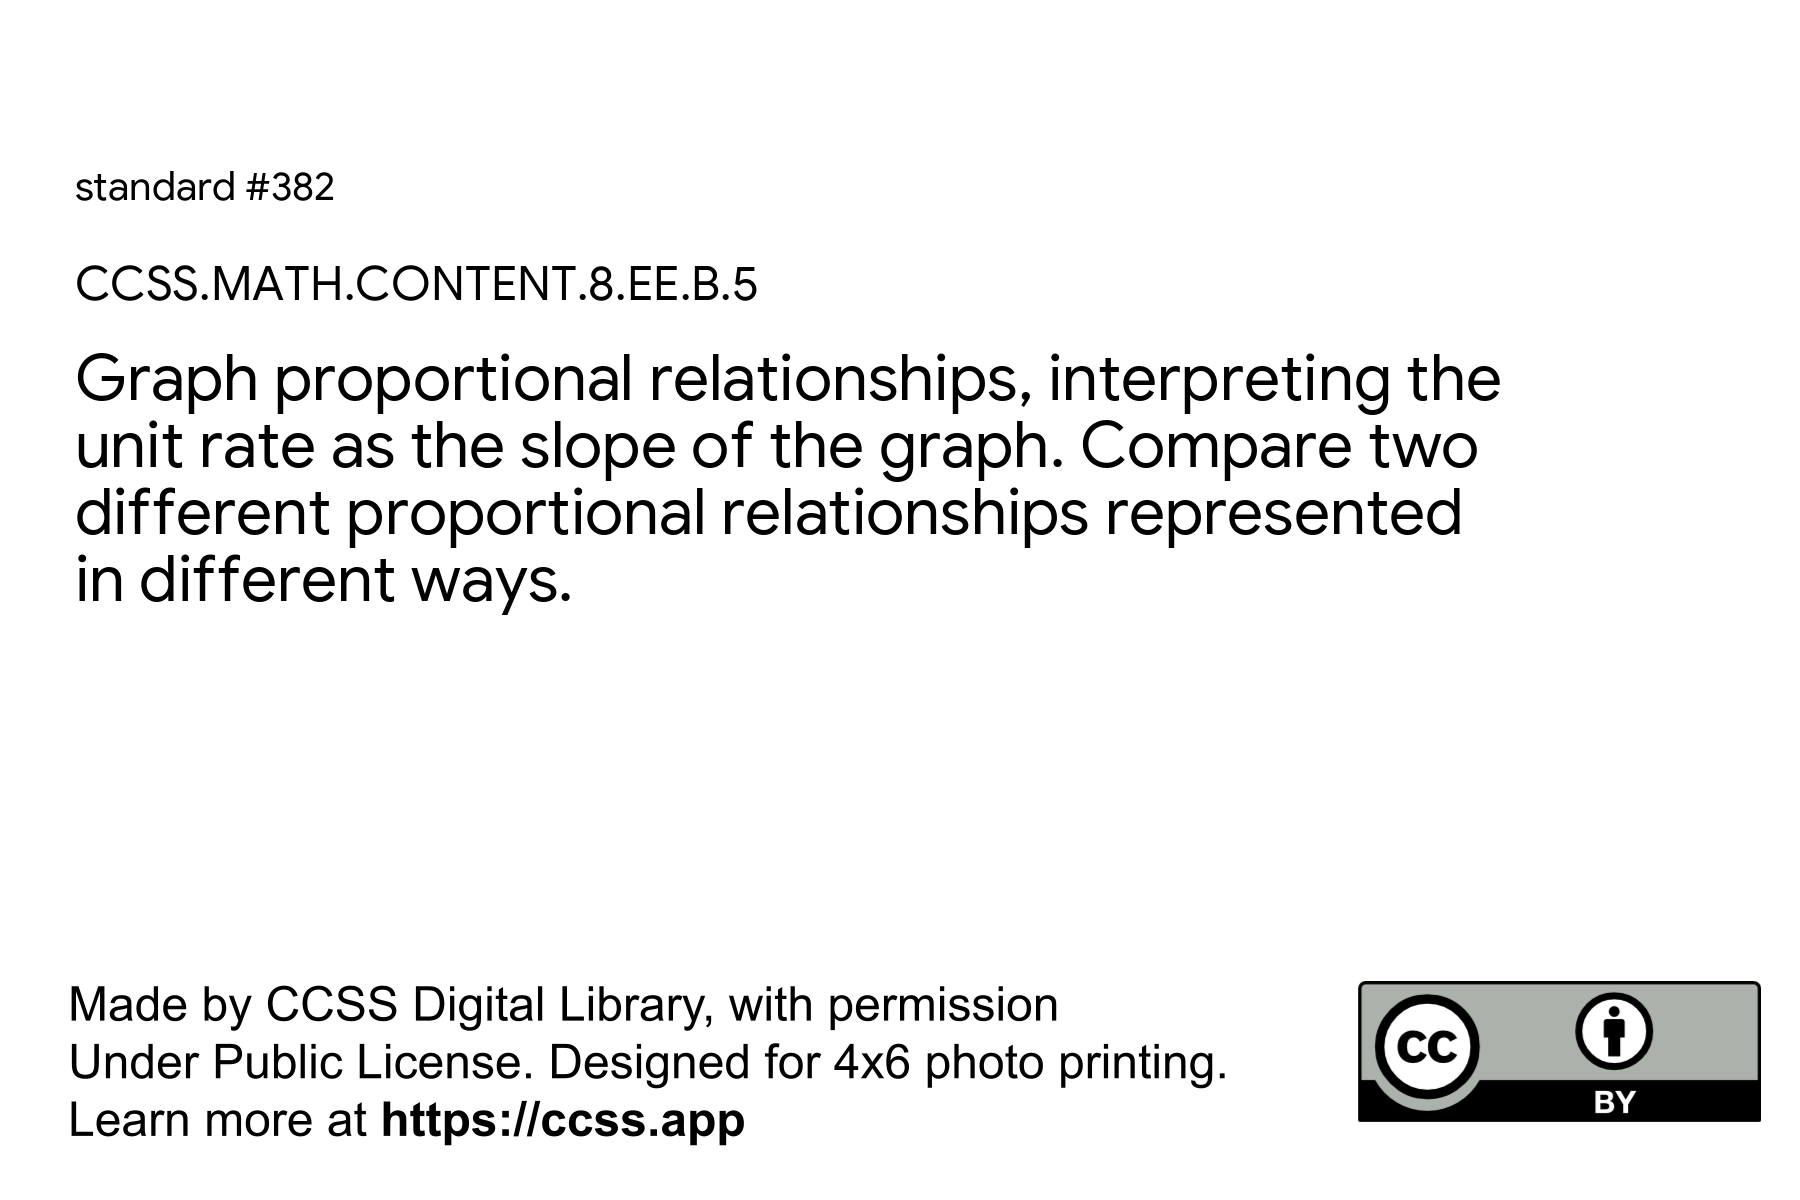 standard #382
CCSS.MATH.CONTENT.8.EE.B.5
Graph proportional relationships, interpreting the
unit rate as the slope of the graph. Compare two
different proportional relationships represented
in different ways.
Made by CCSS Digital Library, with permission
Under Public License. Designed for 4x6 photo printing.
Learn more at https://ccss.app
cc
BY